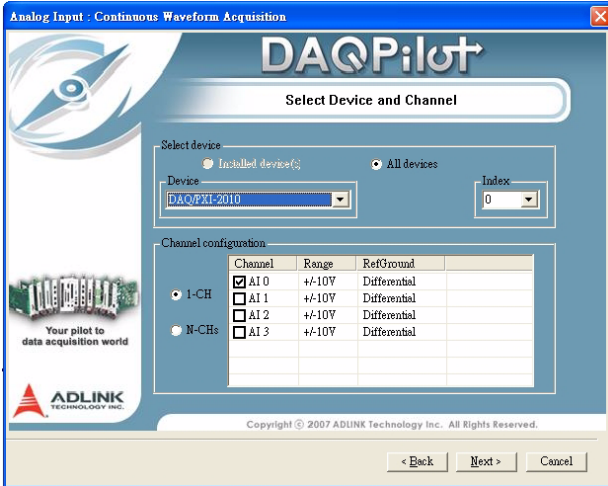 Analog Input : Continuous Waveform Acquisition
DAQPilot
Select Device and Channel
Select device
Installed device(s)
All devices
Device
Index
DAQ/PXI-2010
0
Channel configuration
1-CH
N-CHs
Channel Range RefGround
AI 0 +/-10V Differential
AI 1 +/-10V Differential
AI 2 +/-10V Differential
AI 3 +/-10V Differential
Your pilot to
data acquisition world
ADLINK
TECHNOLOGY INC.
Copyright © 2007 ADLINK Technology Inc. All Rights Reserved.
< Back
Next >
Cancel